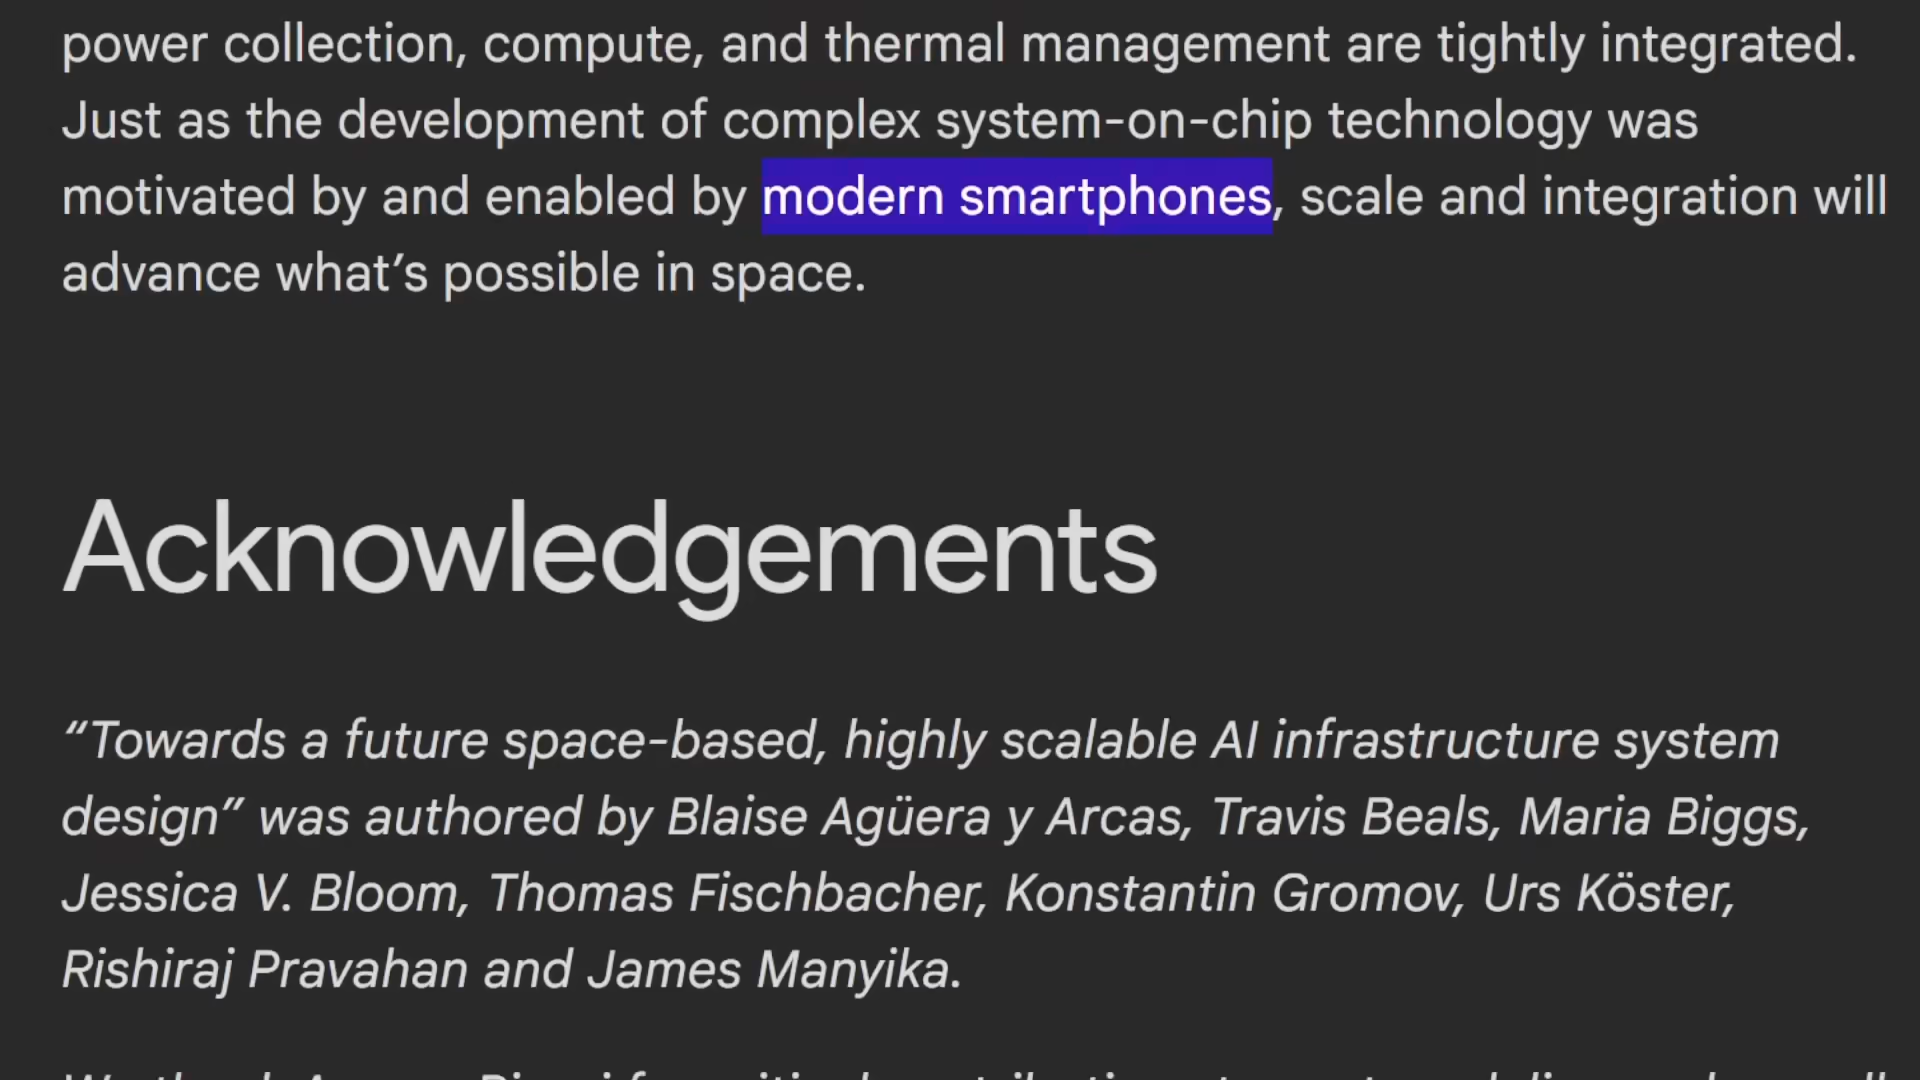 power collection, compute, and thermal management are tightly integrated.
Just as the development of complex system-on-chip technology was
motivated by and enabled by modern smartphones, scale and integration will
advance what’s possible in space.
Acknowledgements
“Towards a future space-based, highly scalable AI infrastructure system
design” was authored by Blaise Agüera y Arcas, Travis Beals, Maria Biggs,
Jessica V. Bloom, Thomas Fischbacher, Konstantin Gromov, Urs Köster,
Rishiraj Pravahan and James Manyika.